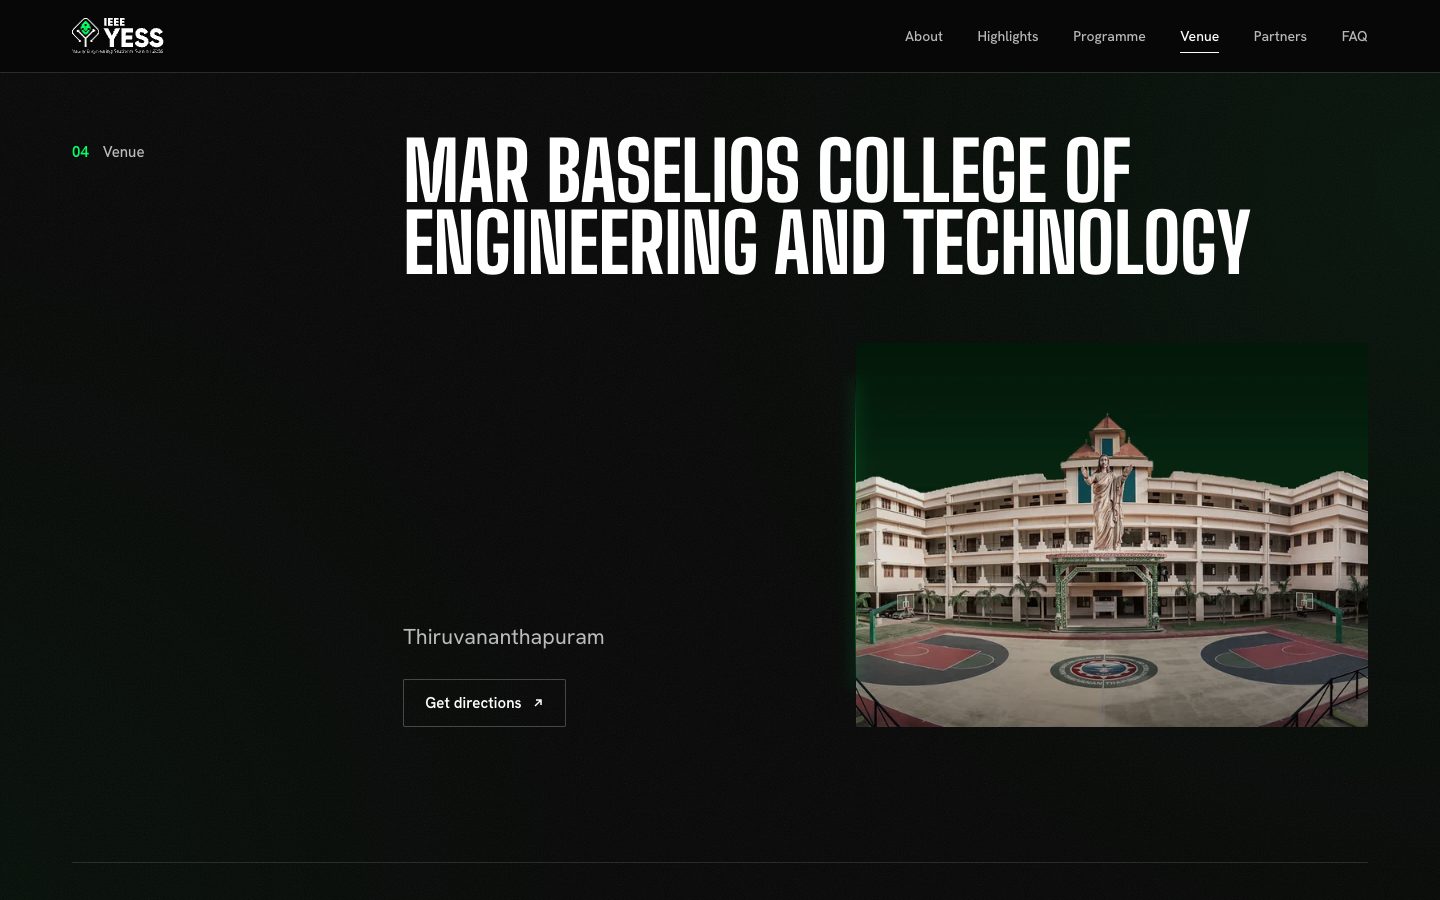 IEEE
YESS
About
Highlights
Programme
Venue
Partners
FAQ
04 Venue
MAR BASELIOS COLLEGE OF
ENGINEERING AND TECHNOLOGY
Thiruvananthapuram
Get directions